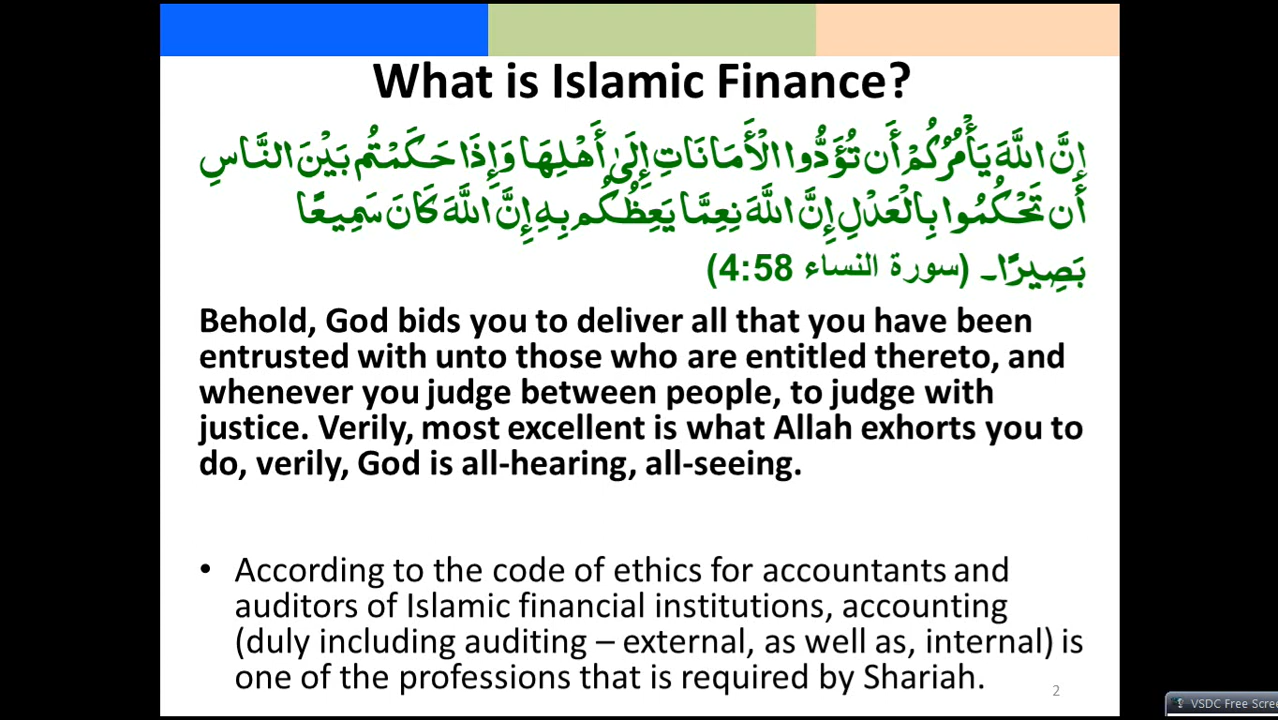 What is Islamic Finance?
إِنَّ اللَّهَ يَأْمُرُكُمْ أَن تُؤَدُّوا الْأَمَانَاتِ إِلَىٰ أَهْلِهَا وَإِذَا حَكَمْتُم بَيْنَ النَّاسِ
أَن تَحْكُمُوا بِالْعَدْلِ إِنَّ اللَّهَ نِعِمَّا يَعِظُكُم بِهِ إِنَّ اللَّهَ كَانَ سَمِيعًا
بَصِيرًا۔ (سورة النساء 4:58)
Behold, God bids you to deliver all that you have been
entrusted with unto those who are entitled thereto, and
whenever you judge between people, to judge with
justice. Verily, most excellent is what Allah exhorts you to
do, verily, God is all-hearing, all-seeing.
• According to the code of ethics for accountants and
auditors of Islamic financial institutions, accounting
(duly including auditing – external, as well as, internal) is
one of the professions that is required by Shariah.
2
VSDC Free Scree